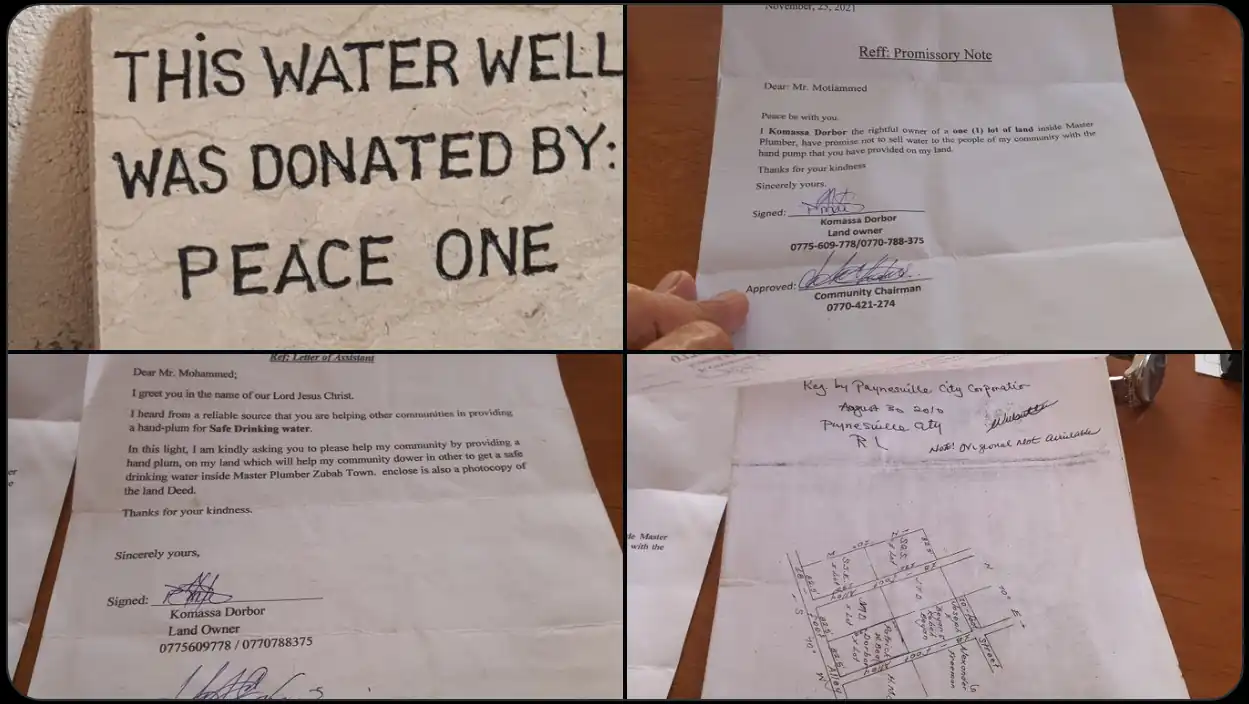 THIS WATER WELL
WAS DONATED BY:
PEACE ONE
November, 25, 2021
Reff: Promissory Note
Dear: Mr. Motiammed
Peace be with you.
I Komassa Dorbor the rightful owner of a one (1) lot of land inside Master
Plumber, have promise not to sell water to the people of my community with the
hand pump that you have provided on my land.
Thanks for your kindness
Sincerely yours,
Signed:
Komassa Dorbor
Land owner
0775-609-778/0770-788-375
Approved:
Community Chairman
0770-421-274
Ref: Letter of Assistant
Dear Mr. Mohammed;
I greet you in the name of our Lord Jesus Christ.
I heard from a reliable source that you are helping other communities in providing
a hand-plum for Safe Drinking water.
In this light, I am kindly asking you to please help my community by providing a
hand plum, on my land which will help my community dower in other to get a safe
drinking water inside Master Plumber Zubah Town. enclose is also a photocopy of
the land Deed.
Thanks for your kindness.
Sincerely yours,
Signed:
Komassa Dorbor
Land Owner
0775609778 / 0770788375
de Master
with the
Key by Paynesville City Corporation
August 30 2010
Paynesville City
R L
Note! Original Not Available
Street
Alley